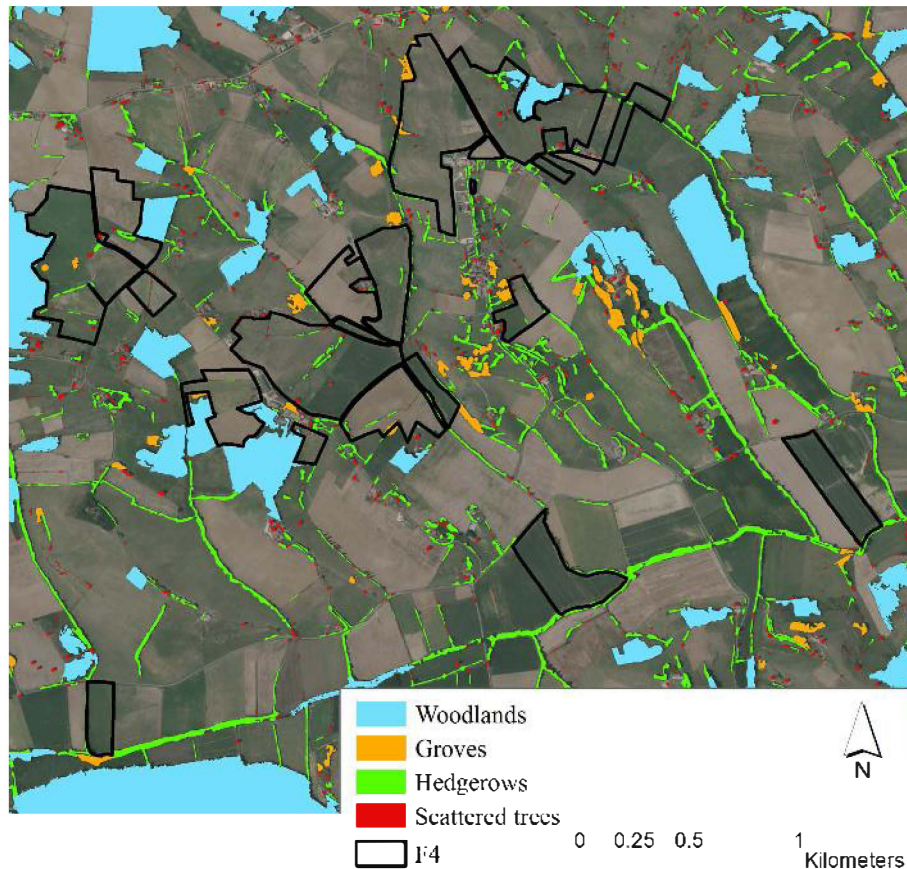 Woodlands
Groves
Hedgerows
Scattered trees
F4
N
0 0.25 0.5 1
Kilometers